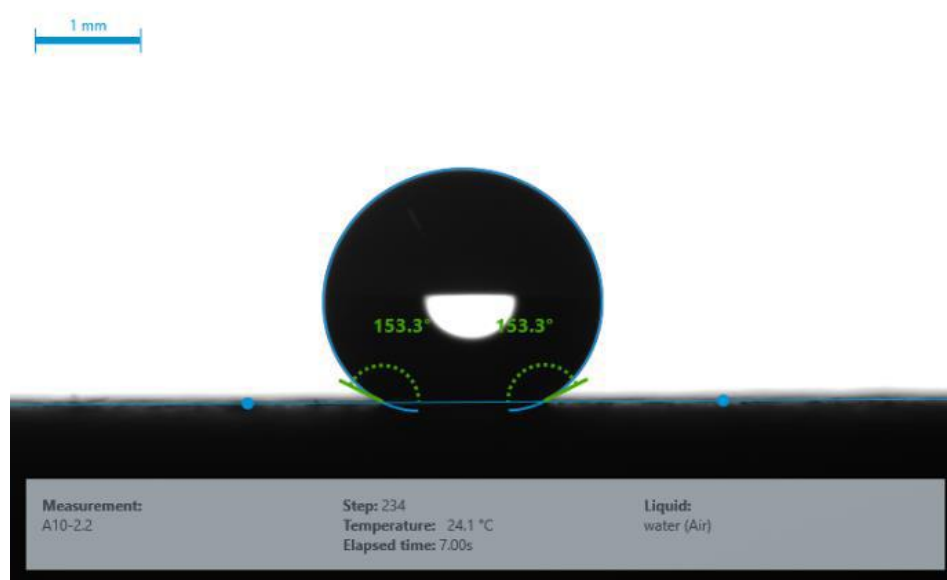 1 mm
153.3° 153.3°
Measurement:
A10-2.2
Step: 234
Temperature: 24.1 °C
Elapsed time: 7.00s
Liquid:
water (Air)